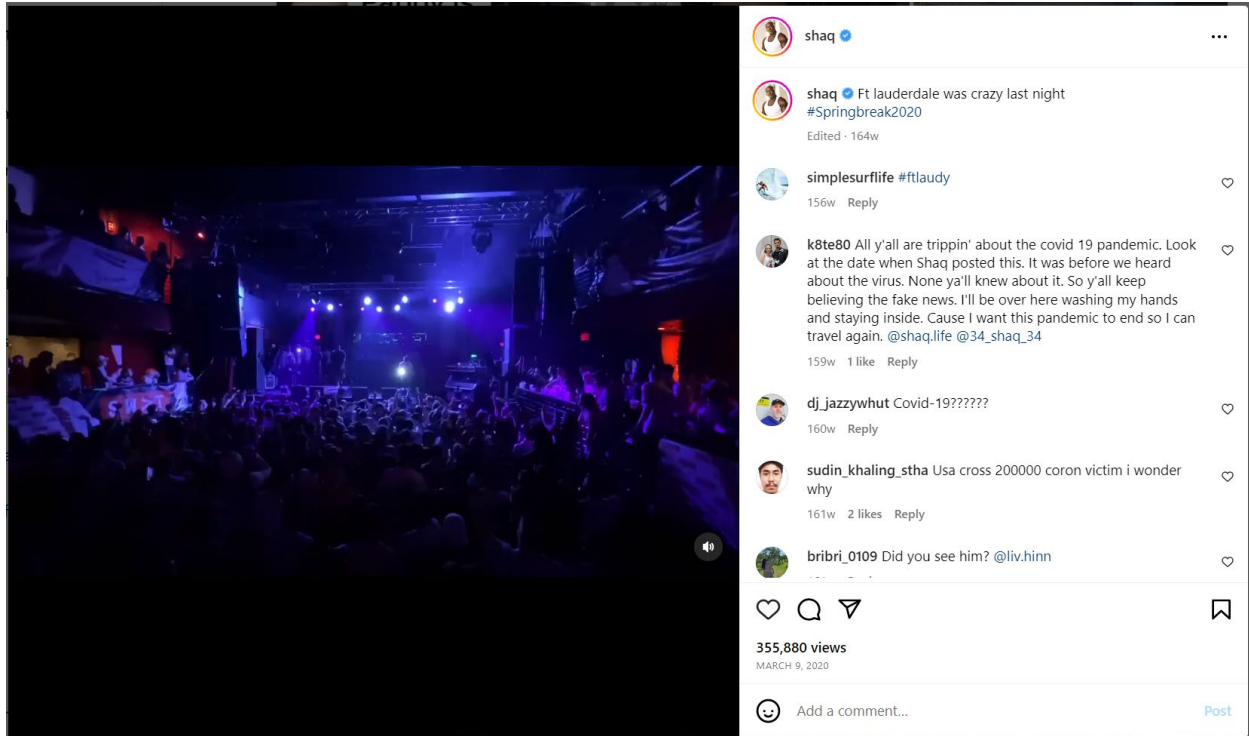 shaq
shaq Ft lauderdale was crazy last night
#Springbreak2020
Edited · 164w
simplesurflife #ftlaudy
156w Reply
k8te80 All y'all are trippin' about the covid 19 pandemic. Look
at the date when Shaq posted this. It was before we heard
about the virus. None ya'll knew about it. So y'all keep
believing the fake news. I'll be over here washing my hands
and staying inside. Cause I want this pandemic to end so I can
travel again. @shaq.life @34_shaq_34
159w 1 like Reply
dj_jazzywhut Covid-19??????
160w Reply
sudin_khaling_stha Usa cross 200000 coron victim i wonder
why
161w 2 likes Reply
bribri_0109 Did you see him? @liv.hinn
355,880 views
MARCH 9, 2020
Add a comment...
Post